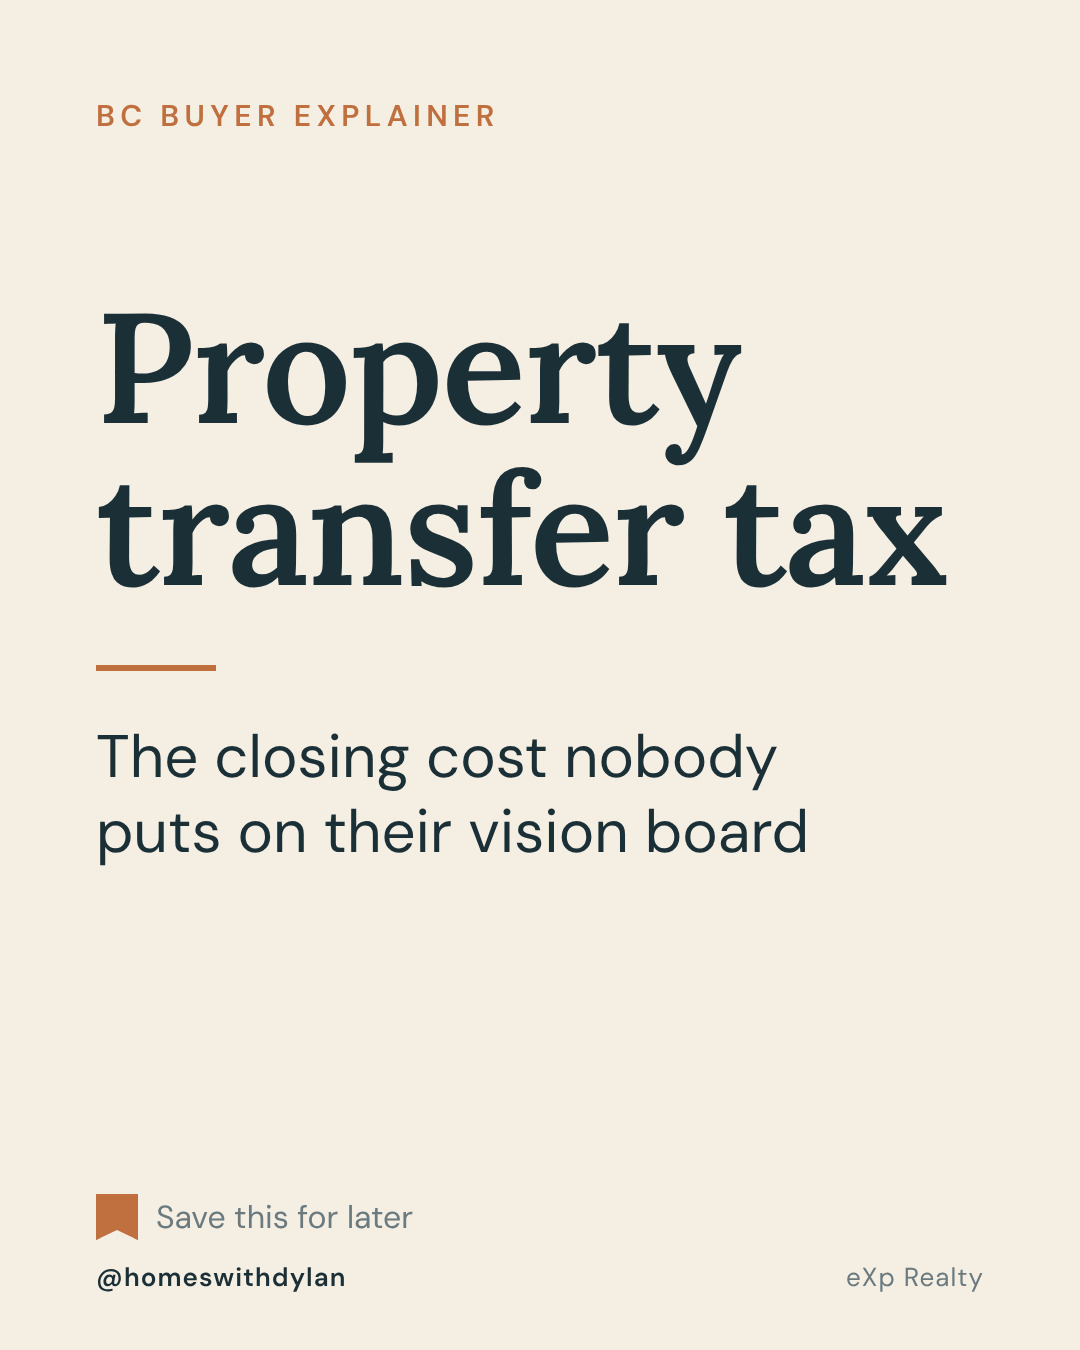 BC BUYER EXPLAINER
Property
transfer tax
The closing cost nobody
puts on their vision board
Save this for later
@homeswithdylan
eXp Realty